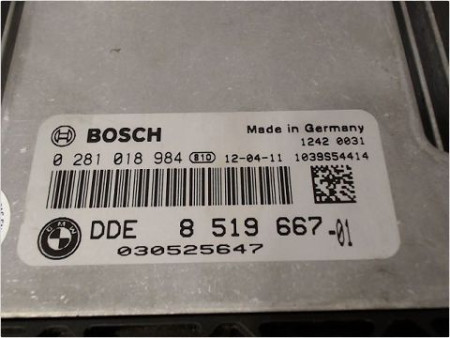 BOSCH
Made in Germany
1242 0031
0 281 018 984 B10 12-04-11 1039S54414
BMW DDE 8 519 667-01
030525647